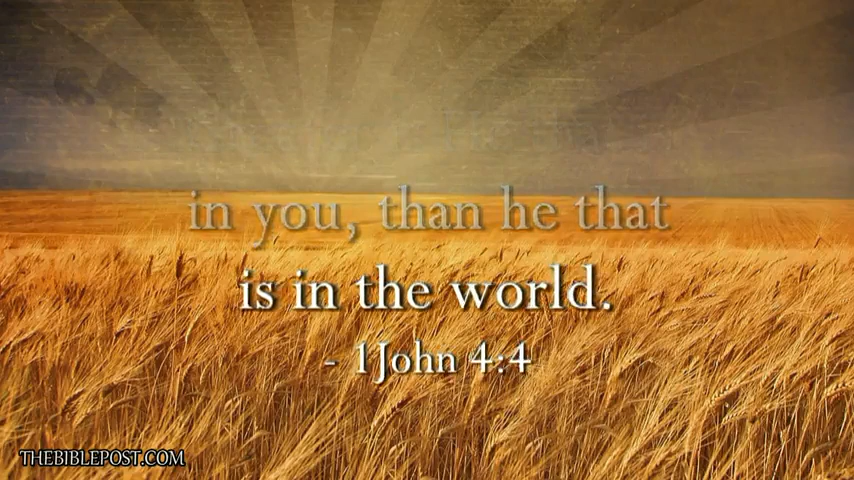 in you, than he that
is in the world.
- 1John 4:4
THEBIBLEPOST.COM